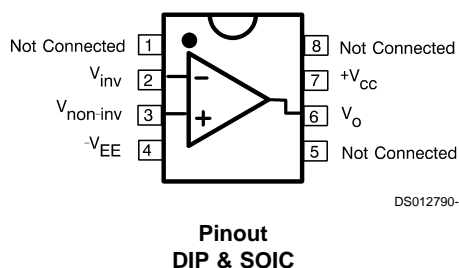 Not Connected 1
8 Not Connected
Vinv 2
−
7 +VCC
Vnon-inv 3
+
6 VO
-VEE 4
5 Not Connected
DS012790-
Pinout
DIP & SOIC